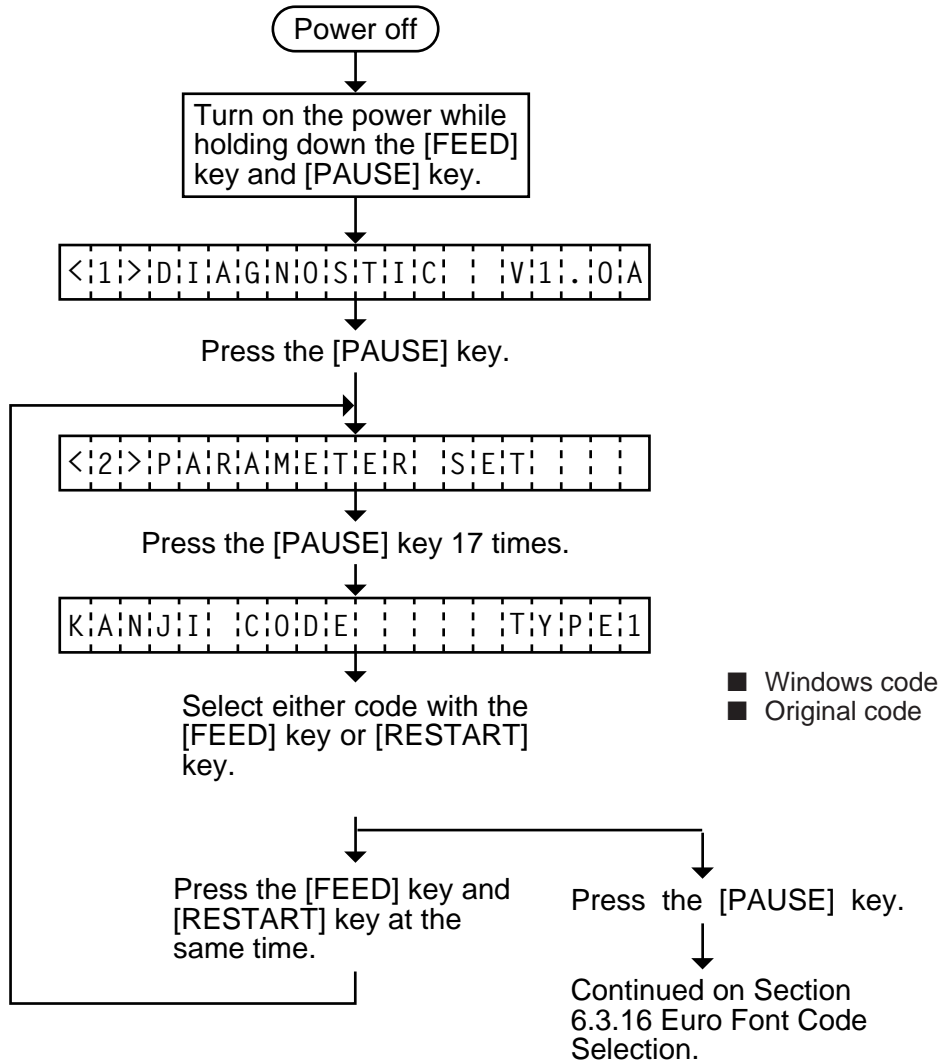 Power off
Turn on the power while
holding down the [FEED]
key and [PAUSE] key.
<1>DIAGNOSTIC  V1.0A
Press the [PAUSE] key.
<2>PARAMETER SET
Press the [PAUSE] key 17 times.
KANJI CODE     TYPE1
Select either code with the
[FEED] key or [RESTART]
key.
■ Windows code
■ Original code
Press the [FEED] key and
[RESTART] key at the
same time.
Press the [PAUSE] key.
Continued on Section
6.3.16 Euro Font Code
Selection.